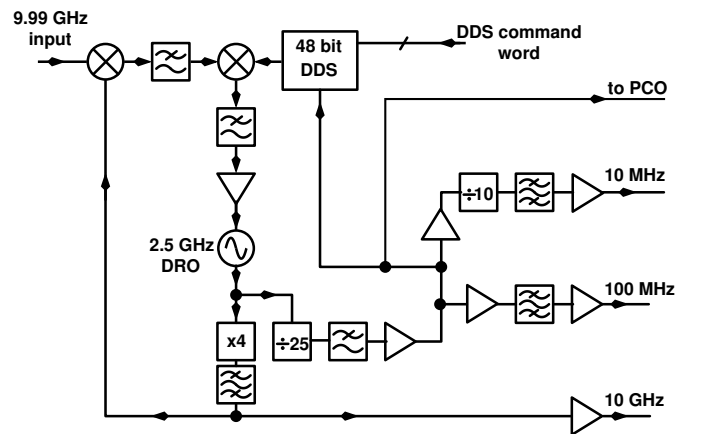 9.99 GHz
input
48 bit
DDS
DDS command
word
to PCO
÷10
10 MHz
2.5 GHz
DRO
100 MHz
x4
÷25
10 GHz